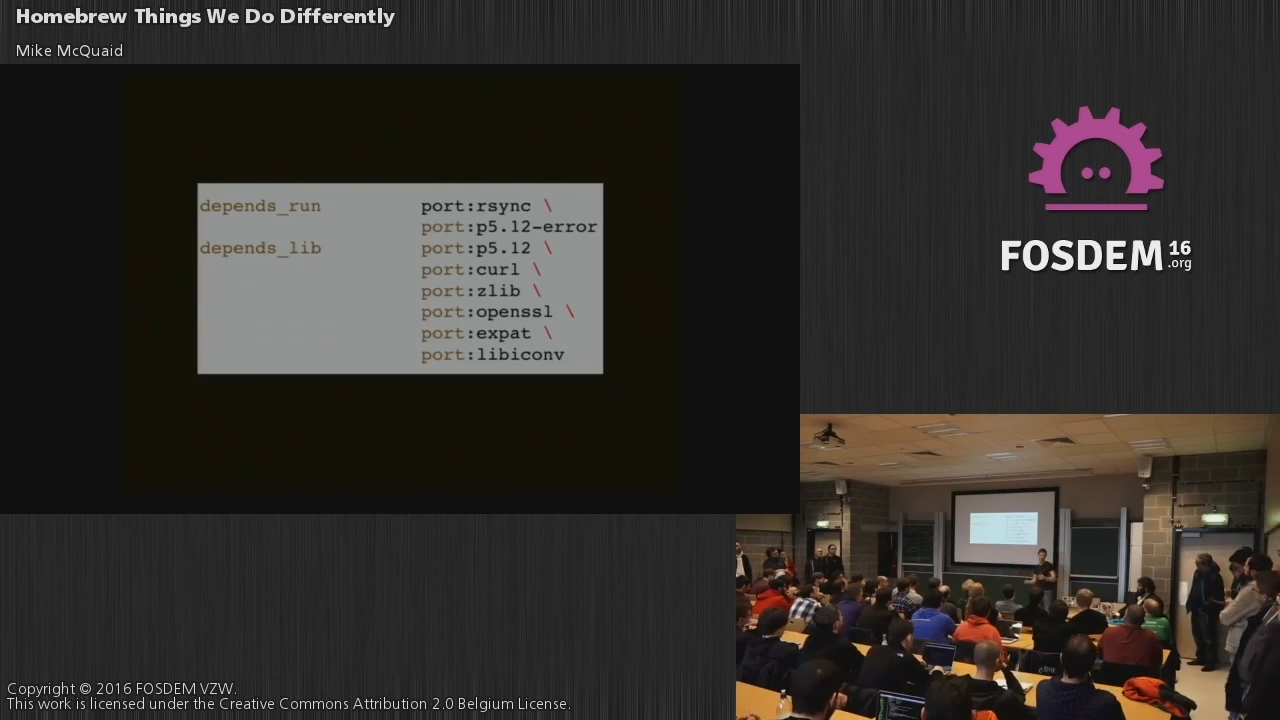 Homebrew Things We Do Differently
Mike McQuaid
depends_run port:rsync \
port:p5.12-error
depends_lib port:p5.12 \
port:curl \
port:zlib \
port:openssl \
port:expat \
port:libiconv
FOSDEM 16 .org
Copyright © 2016 FOSDEM VZW.
This work is licensed under the Creative Commons Attribution 2.0 Belgium License.